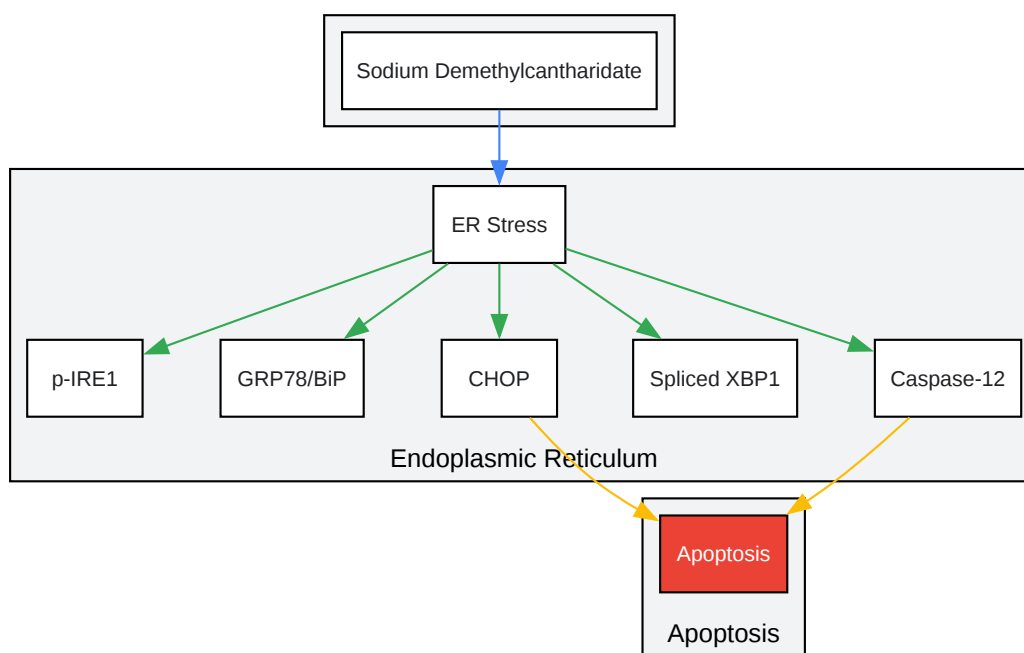 Sodium Demethylcantharidate
ER Stress
p-IRE1
GRP78/BiP
CHOP
Spliced XBP1
Caspase-12
Endoplasmic Reticulum
Apoptosis
Apoptosis